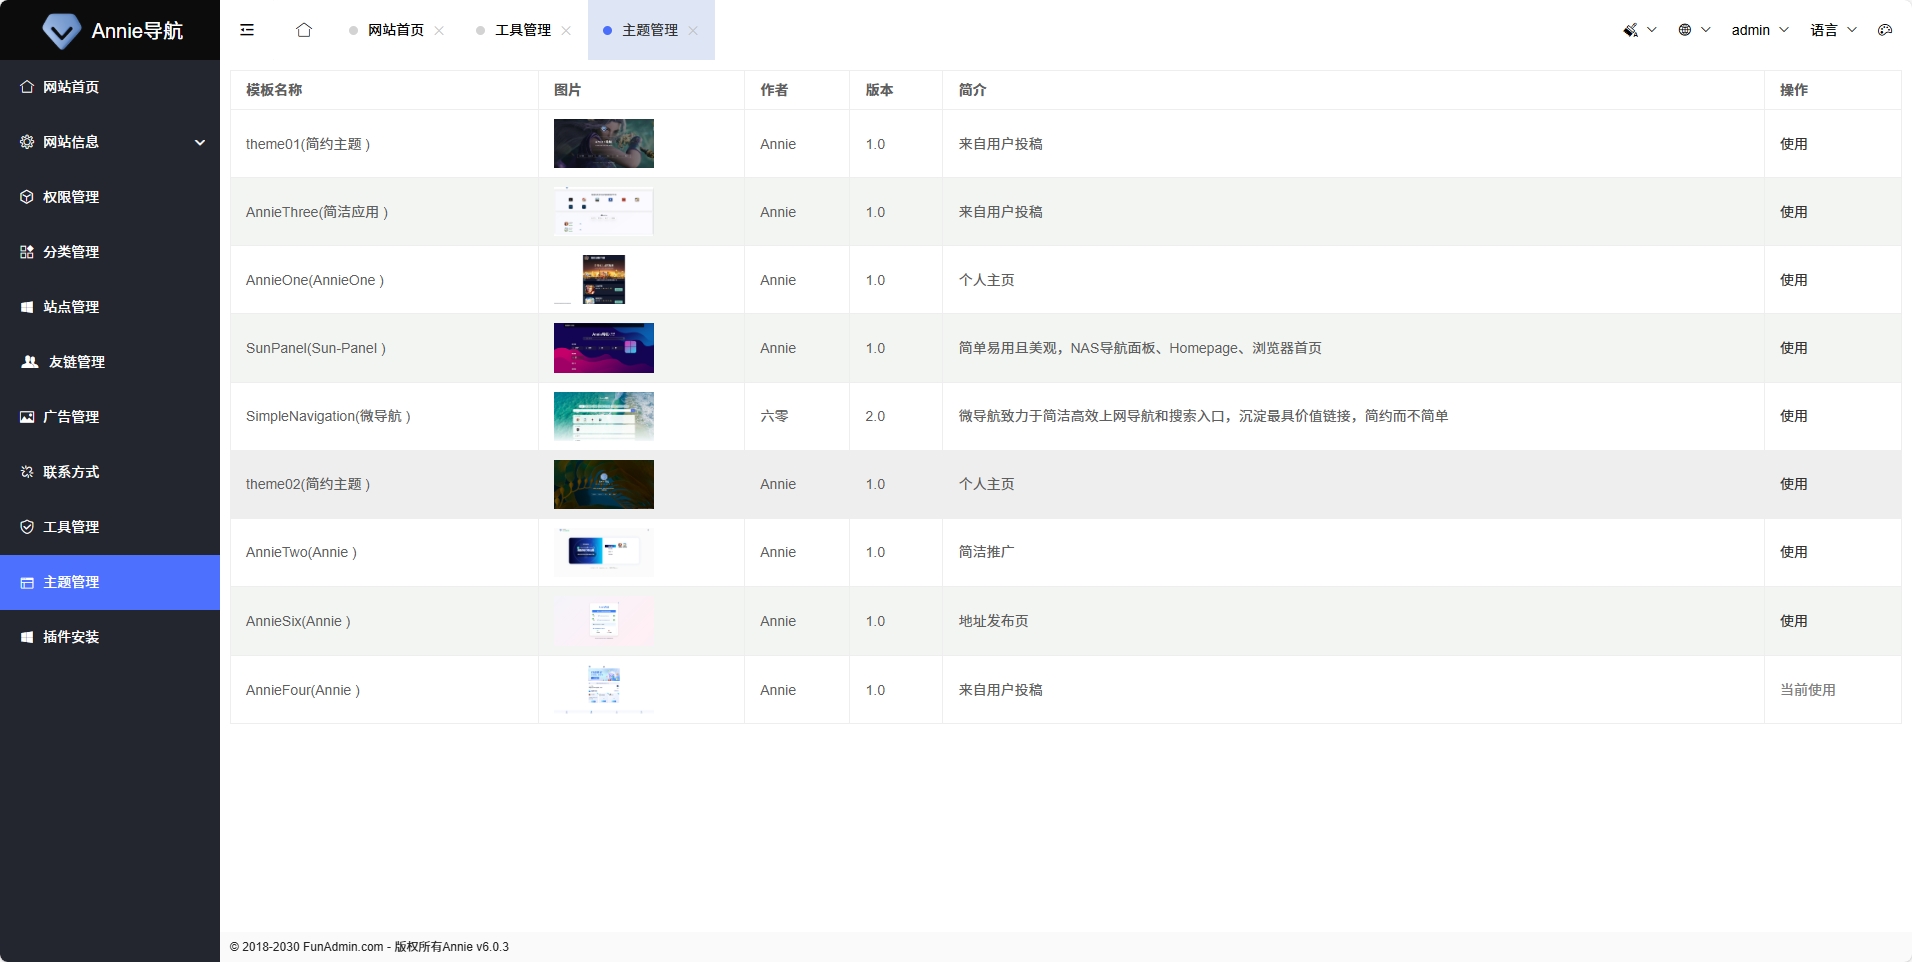 Annie导航
网站首页
工具管理
主题管理
admin
语言
网站首页
网站信息
权限管理
分类管理
站点管理
友链管理
广告管理
联系方式
工具管理
主题管理
插件安装
模板名称 图片 作者 版本 简介 操作
theme01(简约主题 ) Annie 1.0 来自用户投稿 使用
AnnieThree(简洁应用 ) Annie 1.0 来自用户投稿 使用
AnnieOne(AnnieOne ) Annie 1.0 个人主页 使用
SunPanel(Sun-Panel ) Annie 1.0 简单易用且美观，NAS导航面板、Homepage、浏览器首页 使用
SimpleNavigation(微导航 ) 六零 2.0 微导航致力于简洁高效上网导航和搜索入口，沉淀最具价值链接，简约而不简单 使用
theme02(简约主题 ) Annie 1.0 个人主页 使用
AnnieTwo(Annie ) Annie 1.0 简洁推广 使用
AnnieSix(Annie ) Annie 1.0 地址发布页 使用
AnnieFour(Annie ) Annie 1.0 来自用户投稿 当前使用
© 2018-2030 FunAdmin.com - 版权所有Annie v6.0.3